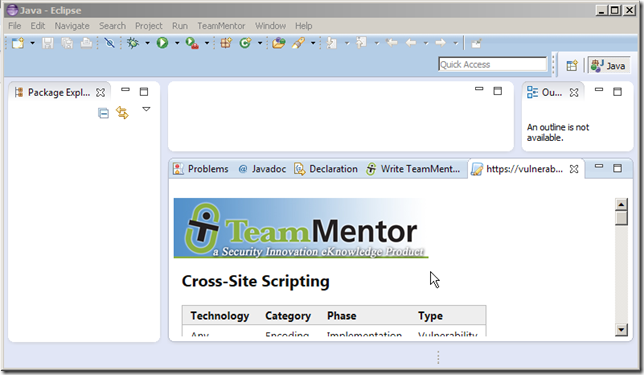 Java - Eclipse
File Edit Navigate Search Project Run TeamMentor Window Help
Quick Access
Java
Package Expl...
Ou...
An outline is not
available.
Problems @ Javadoc Declaration Write TeamMent... https://vulnerab...
TeamMentor
a Security Innovation eKnowledge Product
Cross-Site Scripting
Technology Category Phase Type
Any Encoding Implementation Vulnerability